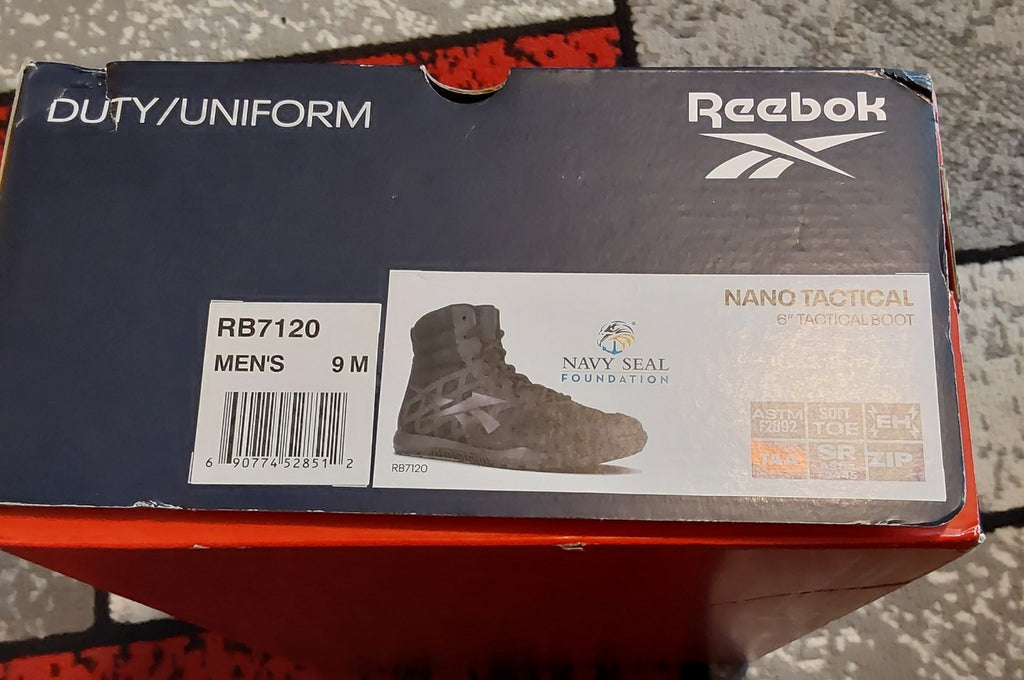 DUTY/UNIFORM
Reebok
NANO TACTICAL
6" TACTICAL BOOT
RB7120
MEN'S 9 M
6 90774 52851 2
NAVY SEAL
FOUNDATION
RB7120
ASTM
F2892
SOFT
TOE
EH
SR
ZIP